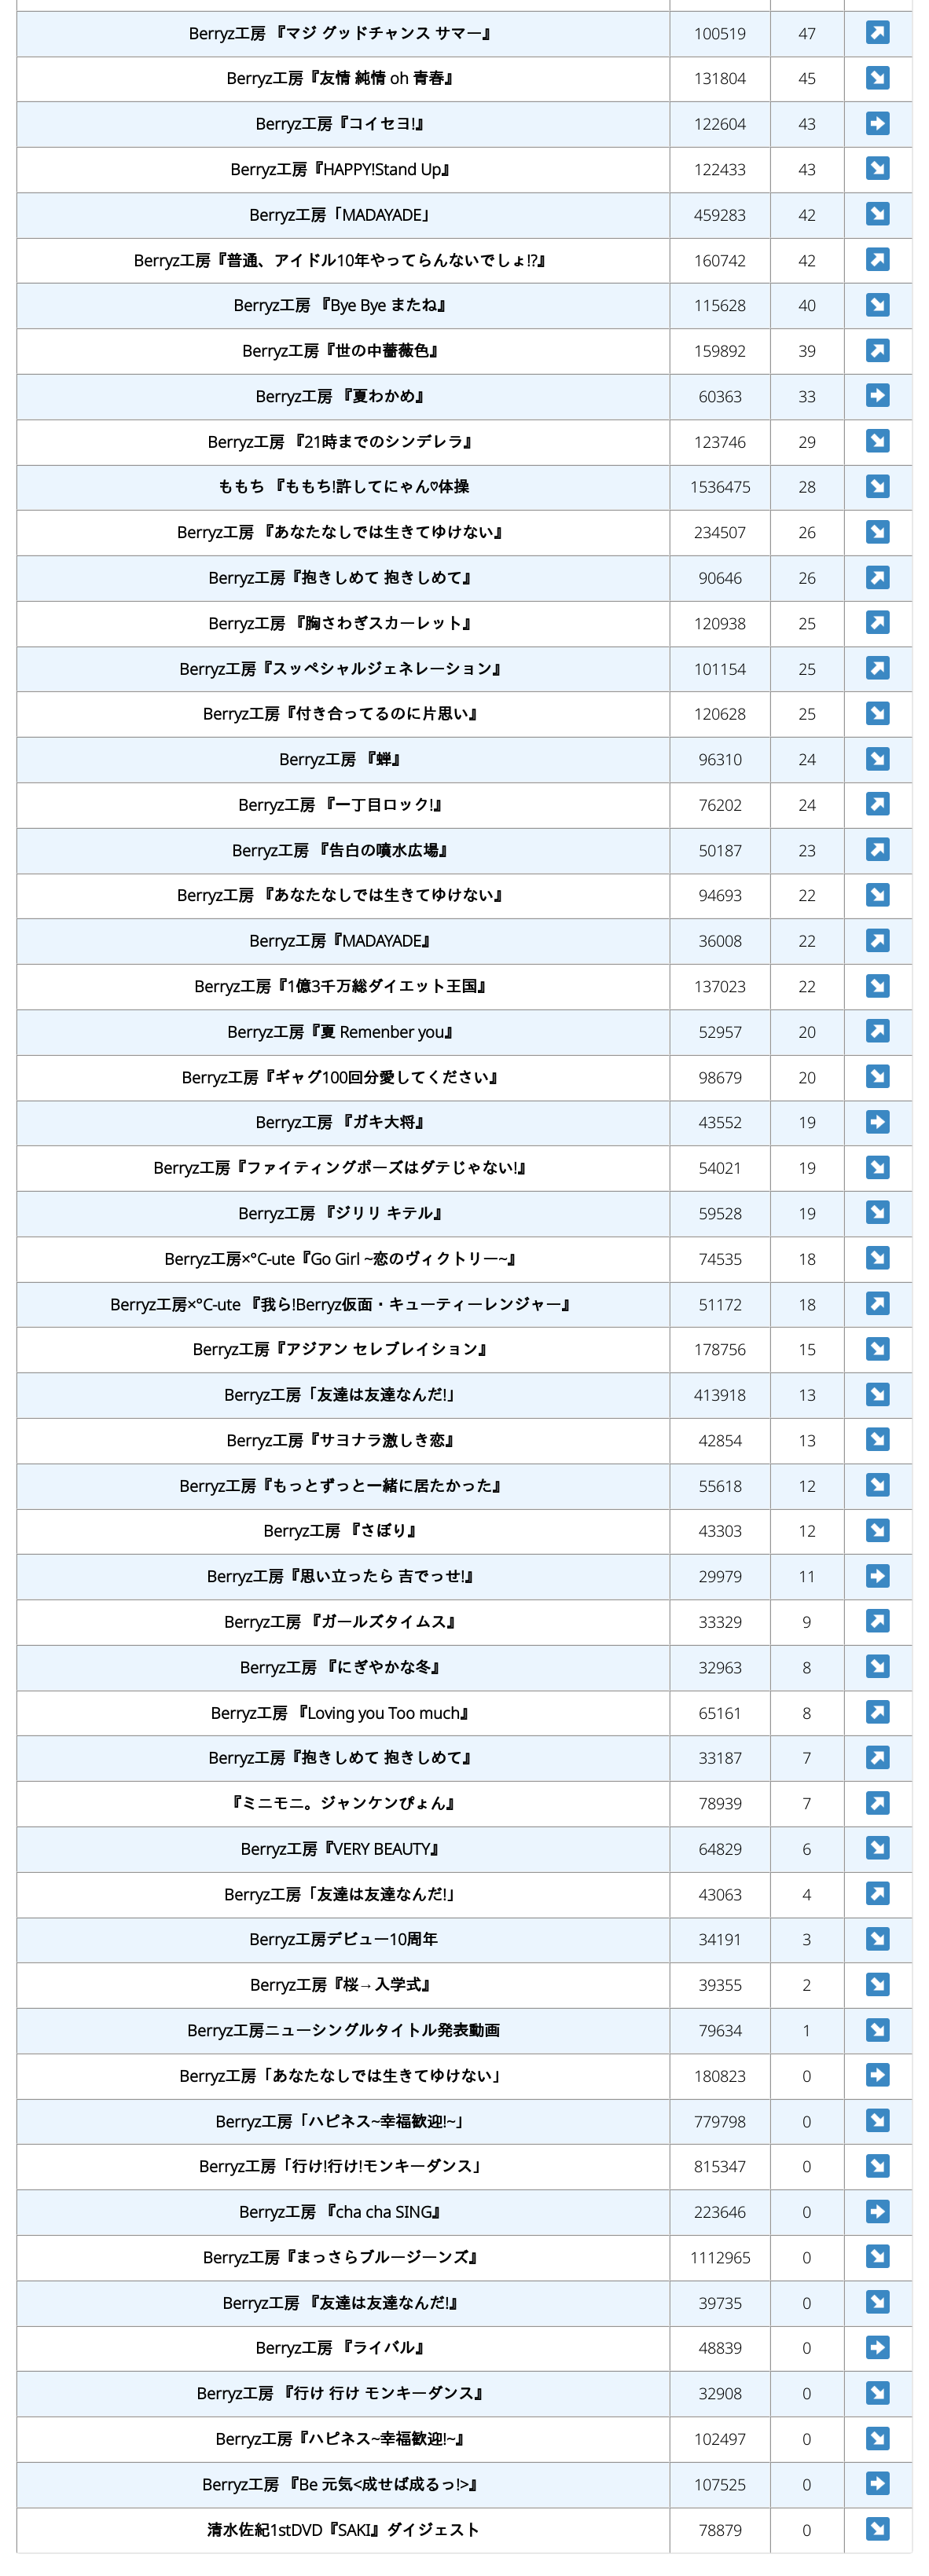 Berryz工房 『マジ グッドチャンス サマー』 100519 47 ↗
Berryz工房『友情 純情 oh 青春』 131804 45 ↘
Berryz工房『コイセヨ!』 122604 43 ➡
Berryz工房『HAPPY!Stand Up』 122433 43 ↘
Berryz工房「MADAYADE」 459283 42 ↘
Berryz工房『普通、アイドル10年やってらんないでしょ!?』 160742 42 ↗
Berryz工房 『Bye Bye またね』 115628 40 ↘
Berryz工房『世の中薔薇色』 159892 39 ↗
Berryz工房 『夏わかめ』 60363 33 ➡
Berryz工房 『21時までのシンデレラ』 123746 29 ↘
ももち 『ももち!許してにゃん♡体操 1536475 28 ↘
Berryz工房 『あなたなしでは生きてゆけない』 234507 26 ↘
Berryz工房『抱きしめて 抱きしめて』 90646 26 ↗
Berryz工房 『胸さわぎスカーレット』 120938 25 ↗
Berryz工房『スッペシャルジェネレーション』 101154 25 ↗
Berryz工房『付き合ってるのに片思い』 120628 25 ↘
Berryz工房 『蝉』 96310 24 ↘
Berryz工房 『一丁目ロック!』 76202 24 ↗
Berryz工房 『告白の噴水広場』 50187 23 ↗
Berryz工房 『あなたなしでは生きてゆけない』 94693 22 ↘
Berryz工房『MADAYADE』 36008 22 ↗
Berryz工房『1億3千万総ダイエット王国』 137023 22 ↘
Berryz工房『夏 Remenber you』 52957 20 ↗
Berryz工房『ギャグ100回分愛してください』 98679 20 ↘
Berryz工房 『ガキ大将』 43552 19 ➡
Berryz工房『ファイティングポーズはダテじゃない!』 54021 19 ↘
Berryz工房 『ジリリ キテル』 59528 19 ↘
Berryz工房×°C-ute『Go Girl ~恋のヴィクトリー~』 74535 18 ↘
Berryz工房×°C-ute 『我ら!Berryz仮面・キューティーレンジャー』 51172 18 ↗
Berryz工房『アジアン セレブレイション』 178756 15 ↘
Berryz工房「友達は友達なんだ!」 413918 13 ↘
Berryz工房『サヨナラ激しき恋』 42854 13 ↘
Berryz工房『もっとずっと一緒に居たかった』 55618 12 ↘
Berryz工房 『さぼり』 43303 12 ↘
Berryz工房『思い立ったら 吉でっせ!』 29979 11 ➡
Berryz工房 『ガールズタイムス』 33329 9 ↗
Berryz工房 『にぎやかな冬』 32963 8 ↘
Berryz工房 『Loving you Too much』 65161 8 ↗
Berryz工房『抱きしめて 抱きしめて』 33187 7 ↗
『ミニモニ。ジャンケンぴょん』 78939 7 ↗
Berryz工房『VERY BEAUTY』 64829 6 ↘
Berryz工房「友達は友達なんだ!」 43063 4 ↗
Berryz工房デビュー10周年 34191 3 ↘
Berryz工房『桜→入学式』 39355 2 ↘
Berryz工房ニューシングルタイトル発表動画 79634 1 ↘
Berryz工房「あなたなしでは生きてゆけない」 180823 0 ➡
Berryz工房「ハピネス~幸福歓迎!~」 779798 0 ↘
Berryz工房「行け!行け!モンキーダンス」 815347 0 ↘
Berryz工房 『cha cha SING』 223646 0 ➡
Berryz工房『まっさらブルージーンズ』 1112965 0 ↘
Berryz工房 『友達は友達なんだ!』 39735 0 ↘
Berryz工房 『ライバル』 48839 0 ➡
Berryz工房 『行け 行け モンキーダンス』 32908 0 ↘
Berryz工房『ハピネス~幸福歓迎!~』 102497 0 ↘
Berryz工房 『Be 元気<成せば成るっ!>』 107525 0 ➡
清水佐紀1stDVD『SAKI』ダイジェスト 78879 0 ↘